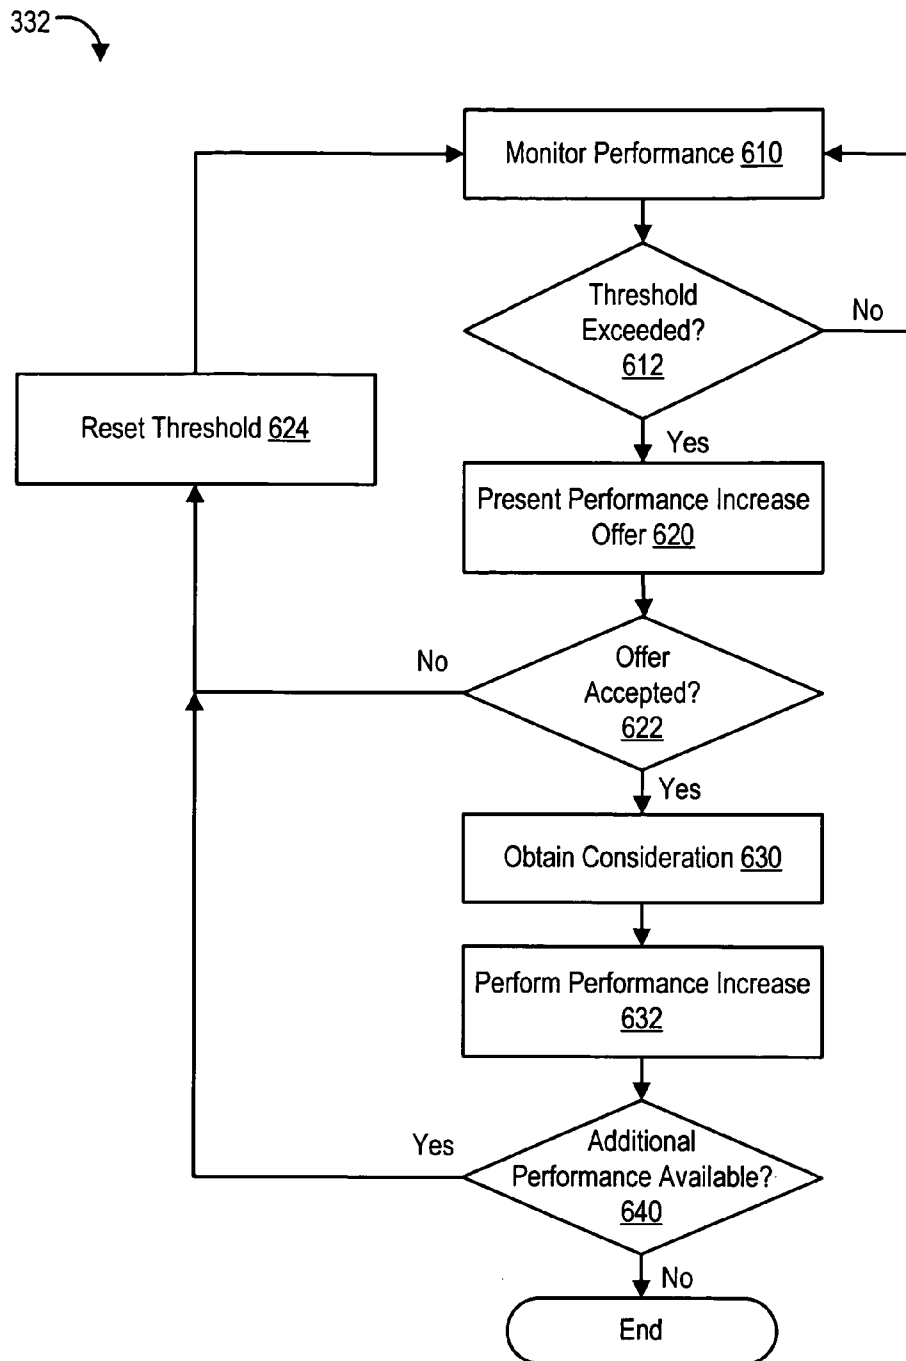 332
Monitor Performance 610
Threshold
Exceeded?
612
No
Reset Threshold 624
Yes
Present Performance Increase
Offer 620
No
Offer
Accepted?
622
Yes
Obtain Consideration 630
Perform Performance Increase
632
Yes
Additional
Performance Available?
640
No
End